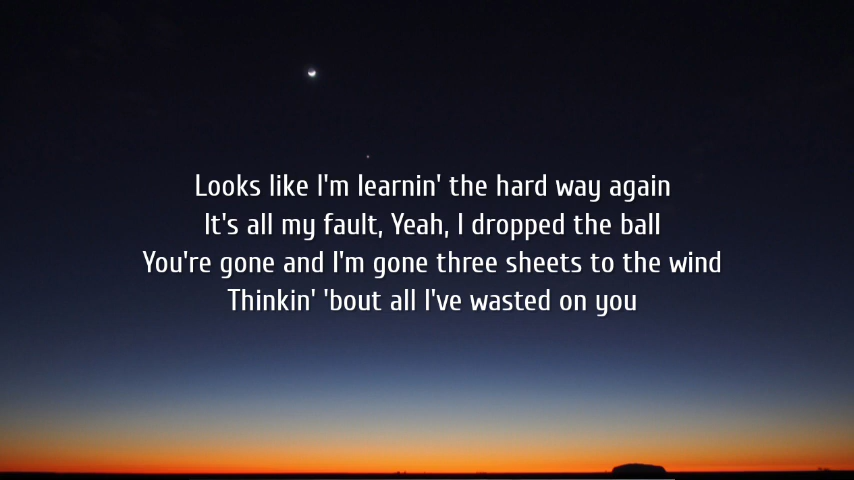 Looks like I'm learnin' the hard way again
It's all my fault, Yeah, I dropped the ball
You're gone and I'm gone three sheets to the wind
Thinkin' 'bout all I've wasted on you